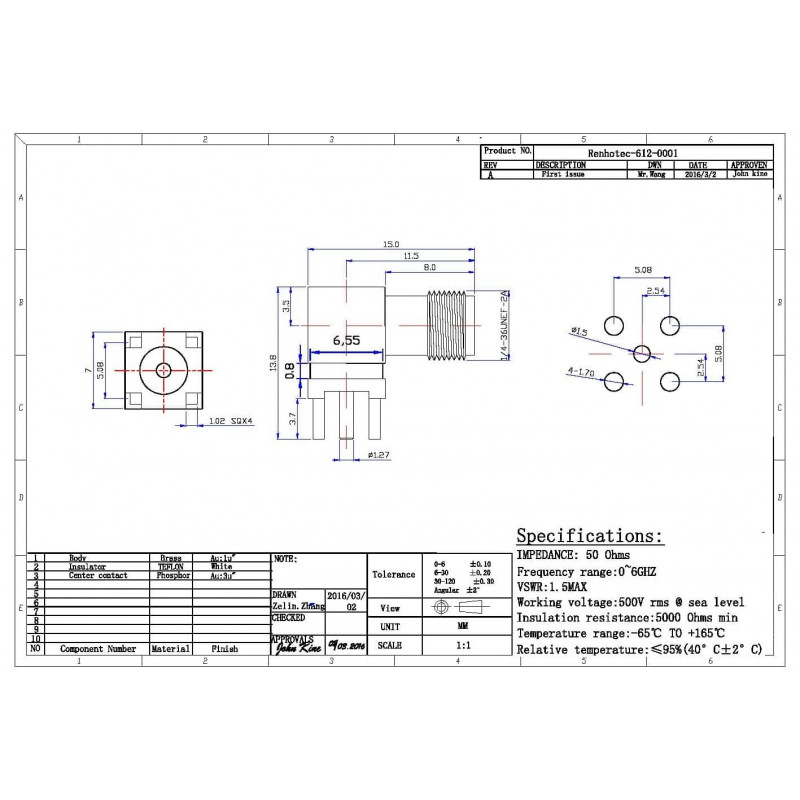 1 2 3 4 5 6
Product NO. Renhotec-612-0001
REV DESCRIPTION DWN DATE APPROVEN
A First issue Mr.Wang 2016/3/2 John kine
A A
B B
C C
D D
E E
15.0
11.5
8.0
3.5
6,55
0.8
13.8
3.7
ø1.27
1/4-36UNEF-2A
7
5.08
1.02 SQX4
5.08
2.54
ø1.5
5.08
2.54
4-1.70
Specifications:
IMPEDANCE: 50 Ohms
Frequency range:0~6GHZ
VSWR:1.5MAX
Working voltage:500V rms @ sea level
Insulation resistance:5000 Ohms min
Temperature range:-65℃ TO +165℃
Relative temperature:≤95%(40° C±2° C)
1 Body Brass Au:1u"
2 Insulator TEFLON White
3 Center contact Phosphor Au:3u"
4
5
6
7
8
9
10
NO Component Number Material Finish
NOTE:
DRAWN 2016/03/
Zelin.Zhang 02
CHECKED
APPROVALS
John Kine 09/03.2016
Tolerance
0-6 ±0.10
6-30 ±0.20
30-120 ±0.30
Angular ±2°
View
UNIT MM
SCALE 1:1
1 2 3 4 5 6